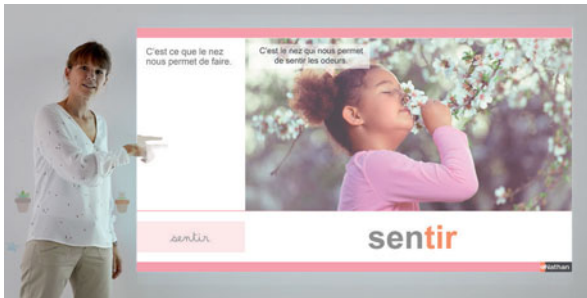 C'est ce que le nez
nous permet de faire.
C'est le nez qui nous permet
de sentir les odeurs.
sentir
sentir
Nathan